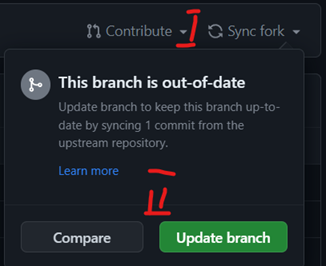 Contribute Sync fork
This branch is out-of-date
Update branch to keep this branch up-to-
date by syncing 1 commit from the
upstream repository.
Learn more
Compare Update branch